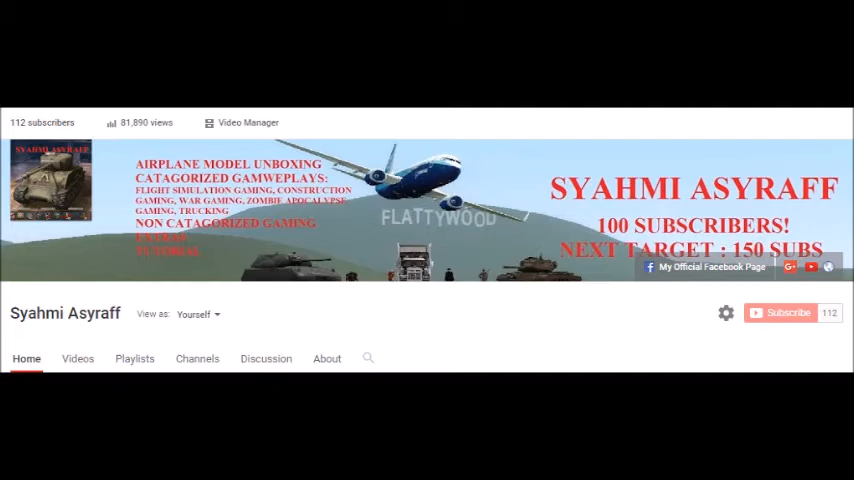 112 subscribers
81,890 views
Video Manager
SYAHMI ASYRAFF
AIRPLANE MODEL UNBOXING
CATAGORIZED GAMWEPLAYS:
FLIGHT SIMULATION GAMING, CONSTRUCTION
GAMING, WAR GAMING, ZOMBIE APOCALYPSE
GAMING, TRUCKING
NON CATAGORIZED GAMING
EXTRAS
TUTORIAL
FLATTYWOOD
SYAHMI ASYRAFF
100 SUBSCRIBERS!
NEXT TARGET : 150 SUBS
My Official Facebook Page
Syahmi Asyraff
View as: Yourself
Subscribe 112
Home Videos Playlists Channels Discussion About